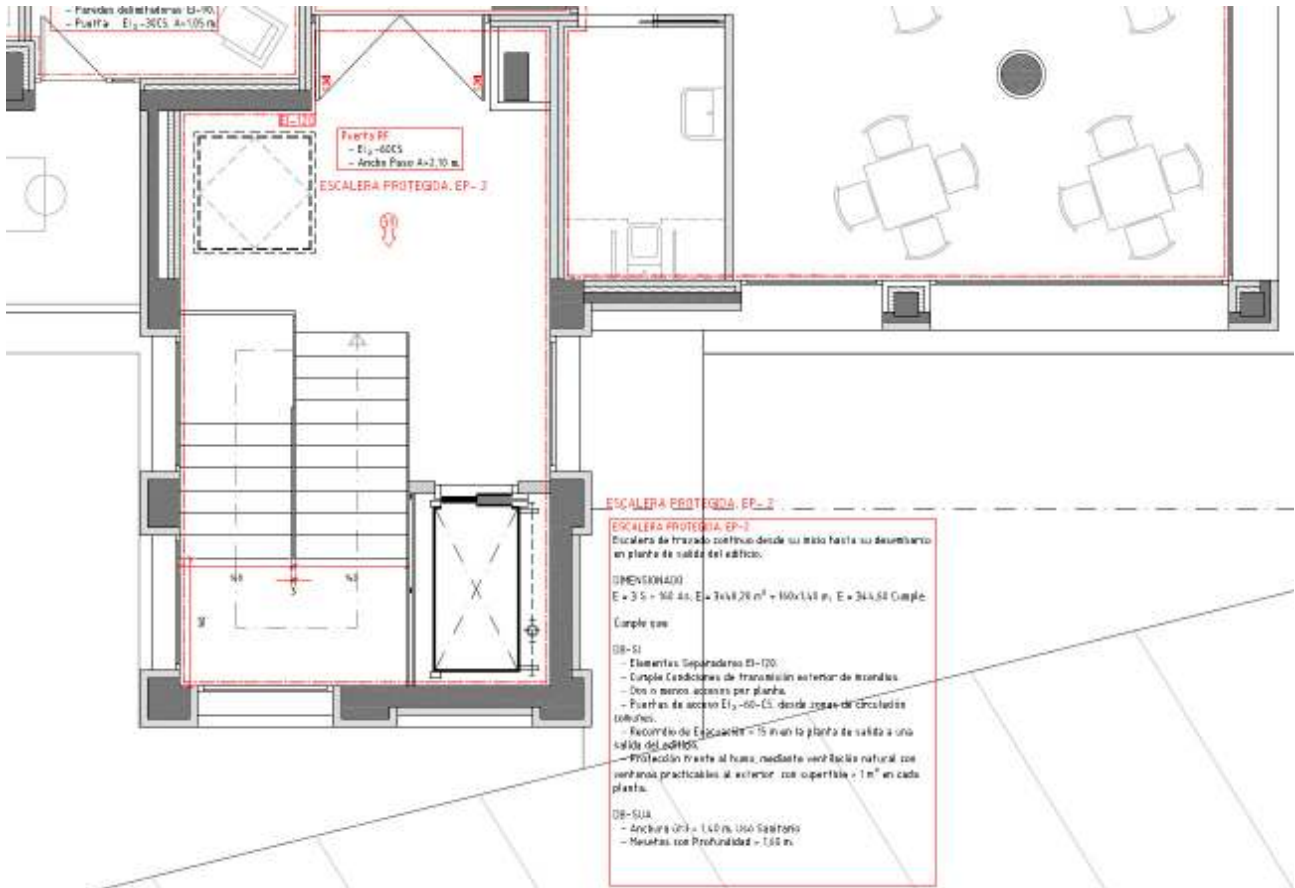 - Paredes delimitadoras EI-90.
- Puerta EI₂-30C5. A=1,05 m.
EI-120
Puerta RF
- EI₂-60C5
- Ancho Paso A=2,10 m.
ESCALERA PROTEGIDA. EP-
ESCALERA PROTEGIDA. EP-2
ESCALERA PROTEGIDA. EP-2
Escalera de trazado continuo desde su inicio hasta su desembarco
en planta de salida del edificio.
DIMENSIONADO
Cumple
Cumple que:
DB-SI
- Elementos Separadores EI-120.
- Cumple Condiciones de transmisión exterior de incendios.
- Dos o menos accesos por planta.
- Puertas de acceso EI₂-60-C5. desde zonas de circulación
comunes.
- Recorrido de Evacuación < 15 m en la planta de salida a una
salida del edificio.
- Protección frente al humo, mediante ventilación natural con
ventanas practicables al exterior con superficie > 1 m² en cada
planta.
DB-SUA
- Anchura útil = 1,40 m. Uso Sanitario
- Mesetas con Profundidad = 1,60 m.